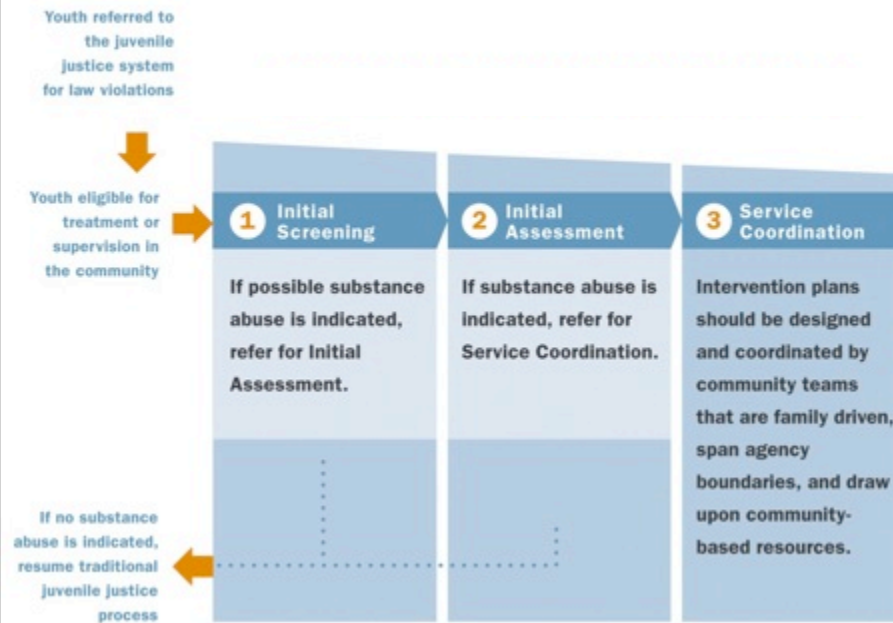 Youth referred to
the juvenile
justice system
for law violations
Youth eligible for
treatment or
supervision in
the community
1 Initial
Screening
If possible substance
abuse is indicated,
refer for Initial
Assessment.
2 Initial
Assessment
If substance abuse is
indicated, refer for
Service Coordination.
3 Service
Coordination
Intervention plans
should be designed
and coordinated by
community teams
that are family driven,
span agency
boundaries, and draw
upon community-
based resources.
If no substance
abuse is indicated,
resume traditional
juvenile justice
process